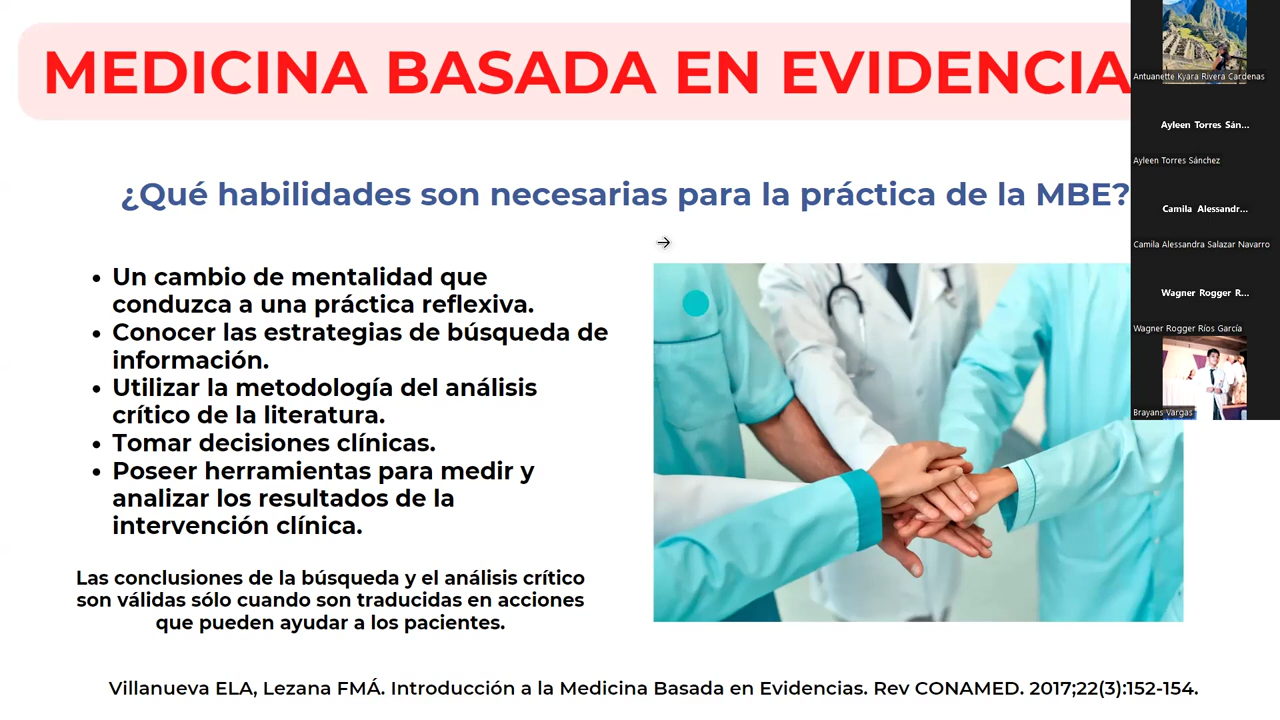 MEDICINA BASADA EN EVIDENCIA
¿Qué habilidades son necesarias para la práctica de la MBE?
• Un cambio de mentalidad que
conduzca a una práctica reflexiva.
• Conocer las estrategias de búsqueda de
información.
• Utilizar la metodología del análisis
crítico de la literatura.
• Tomar decisiones clínicas.
• Poseer herramientas para medir y
analizar los resultados de la
intervención clínica.
Las conclusiones de la búsqueda y el análisis crítico
son válidas sólo cuando son traducidas en acciones
que pueden ayudar a los pacientes.
Villanueva ELA, Lezana FMÁ. Introducción a la Medicina Basada en Evidencias. Rev CONAMED. 2017;22(3):152-154.
Antuanette Kyara Rivera Cardenas
Ayleen Torres Sán...
Ayleen Torres Sánchez
Camila Alessandr...
Camila Alessandra Salazar Navarro
Wagner Rogger R...
Wagner Rogger Ríos García
Brayans Vargas